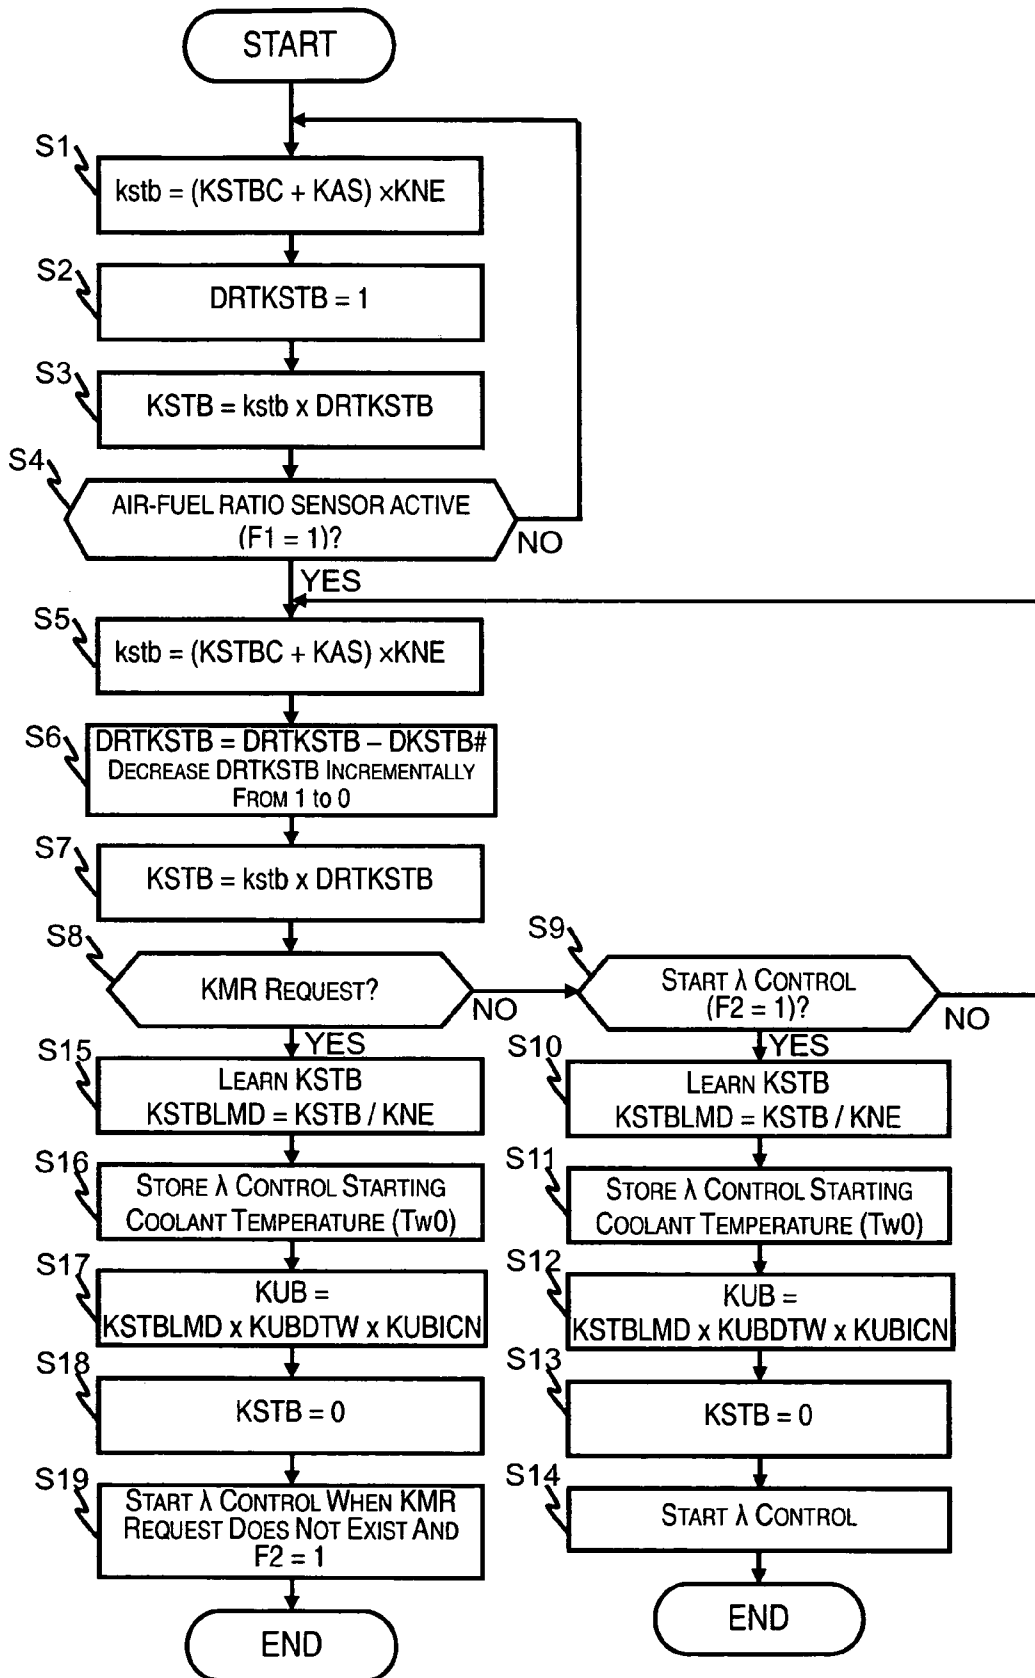 START
S1
kstb = (KSTBC + KAS) ×KNE
S2
DRTKSTB = 1
S3
KSTB = kstb x DRTKSTB
S4
AIR-FUEL RATIO SENSOR ACTIVE
(F1 = 1)?
NO
YES
S5
kstb = (KSTBC + KAS) ×KNE
S6
DRTKSTB = DRTKSTB – DKSTB#
DECREASE DRTKSTB INCREMENTALLY
FROM 1 to 0
S7
KSTB = kstb x DRTKSTB
S8
KMR REQUEST?
NO
YES
S9
START λ CONTROL
(F2 = 1)?
NO
YES
S15
LEARN KSTB
KSTBLMD = KSTB / KNE
S16
STORE λ CONTROL STARTING
COOLANT TEMPERATURE (TW0)
S17
KUB =
KSTBLMD x KUBDTW x KUBICN
S18
KSTB = 0
S19
START λ CONTROL WHEN KMR
REQUEST DOES NOT EXIST AND
F2 = 1
END
S10
LEARN KSTB
KSTBLMD = KSTB / KNE
S11
STORE λ CONTROL STARTING
COOLANT TEMPERATURE (TW0)
S12
KUB =
KSTBLMD x KUBDTW x KUBICN
S13
KSTB = 0
S14
START λ CONTROL
END